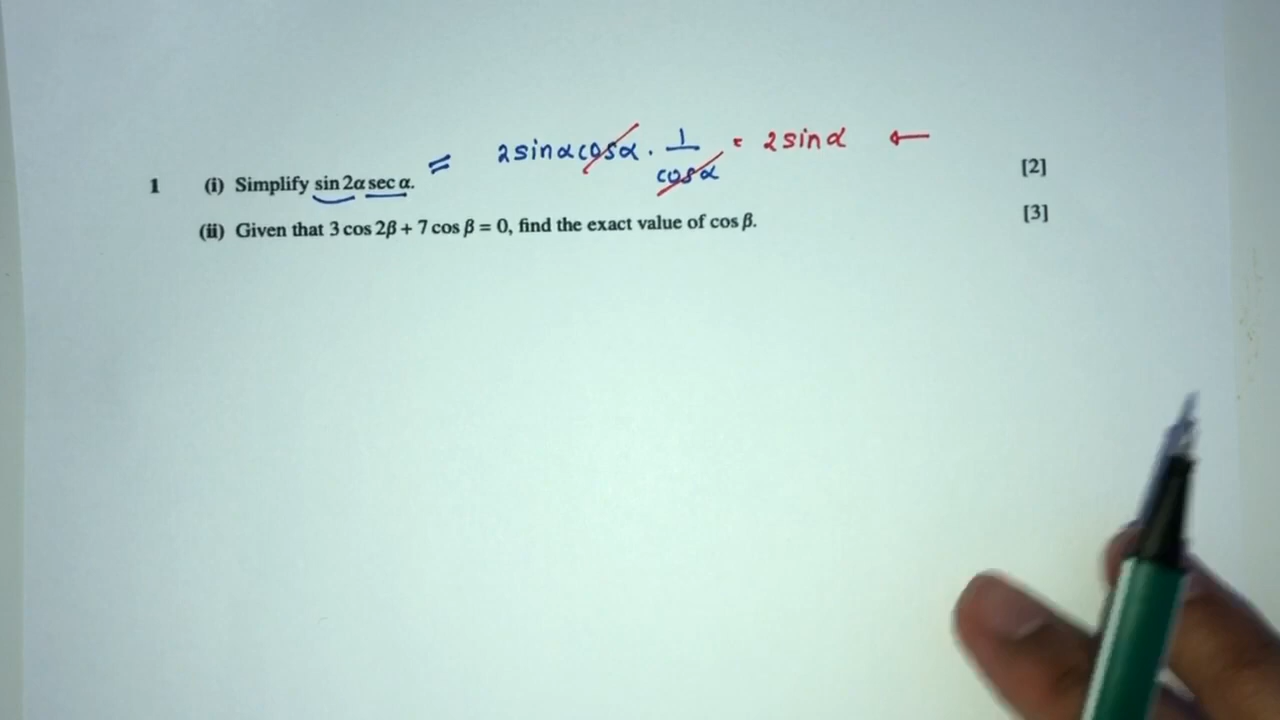 = 2sinαcosα · 1/cosα = 2sinα ←
1 (i) Simplify sin 2α sec α. [2]
(ii) Given that 3 cos 2β + 7 cos β = 0, find the exact value of cos β. [3]